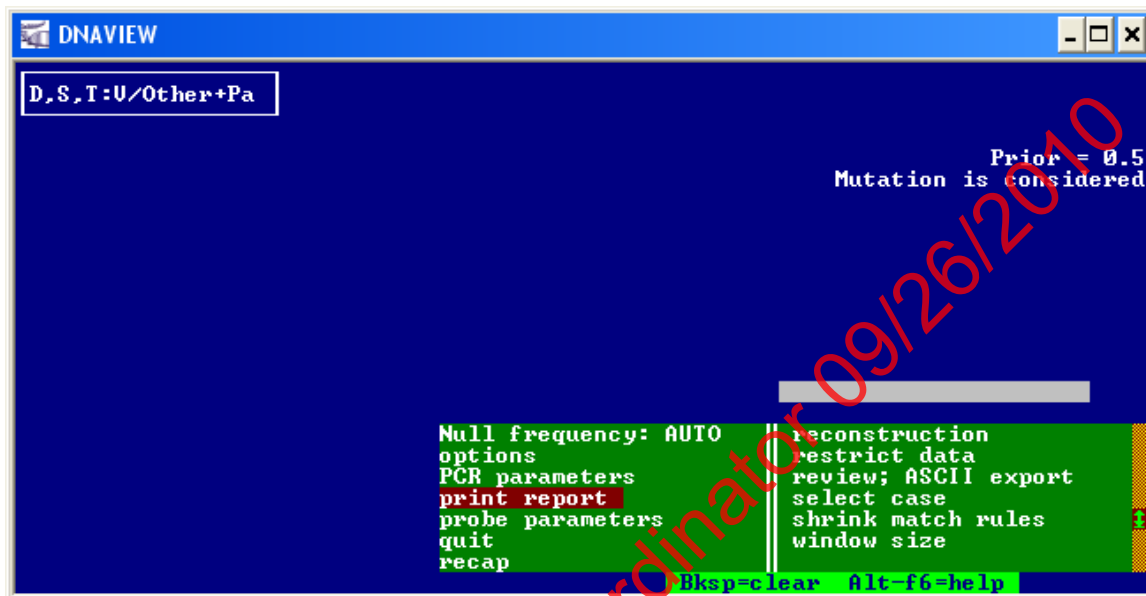 DNAVIEW
D,S,T:V/Other+Pa
Prior = 0.5
Mutation is considered
Null frequency: AUTO
options
PCR parameters
print report
probe parameters
quit
recap
reconstruction
restrict data
review; ASCII export
select case
shrink match rules
window size
Bksp=clear Alt-f6=help
rdinator 09/26/2010